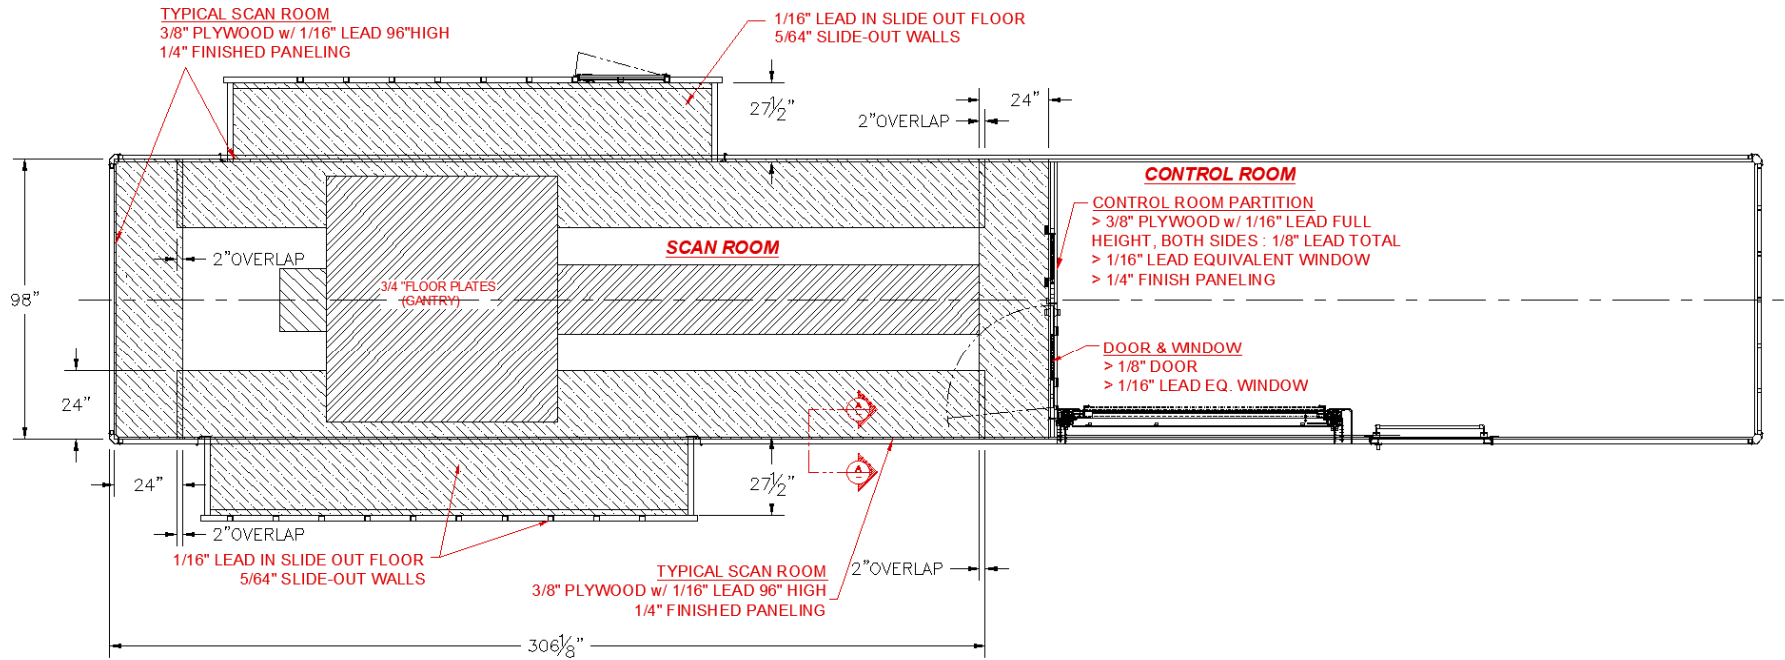 TYPICAL SCAN ROOM
3/8" PLYWOOD w/ 1/16" LEAD 96"HIGH
1/4" FINISHED PANELING
1/16" LEAD IN SLIDE OUT FLOOR
5/64" SLIDE-OUT WALLS
27½"
2"OVERLAP
24"
CONTROL ROOM
CONTROL ROOM PARTITION
> 3/8" PLYWOOD w/ 1/16" LEAD FULL
HEIGHT, BOTH SIDES : 1/8" LEAD TOTAL
> 1/16" LEAD EQUIVALENT WINDOW
> 1/4" FINISH PANELING
SCAN ROOM
2"OVERLAP
3/4 "FLOOR PLATES
(GANTRY)
98"
DOOR & WINDOW
> 1/8" DOOR
> 1/16" LEAD EQ. WINDOW
24"
A
A
24"
27½"
2"OVERLAP
1/16" LEAD IN SLIDE OUT FLOOR
5/64" SLIDE-OUT WALLS
TYPICAL SCAN ROOM
3/8" PLYWOOD w/ 1/16" LEAD 96" HIGH
1/4" FINISHED PANELING
2"OVERLAP
306⅛"